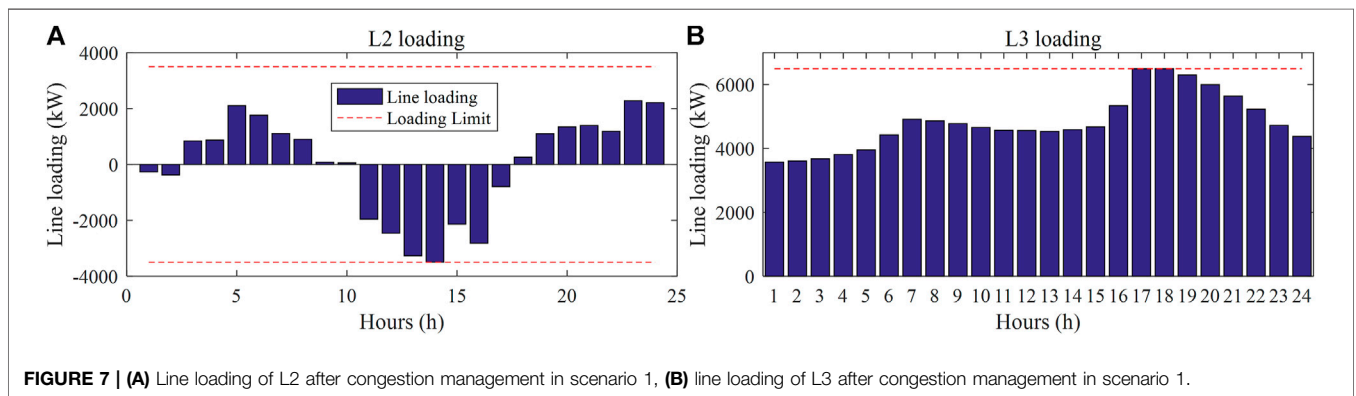 A
L2 loading
4000
2000
0
-2000
-4000
Line loading (kW)
Line loading
Loading Limit
0 5 10 15 20 25
Hours (h)
B
L3 loading
6000
4000
2000
0
Line loading (kW)
1 2 3 4 5 6 7 8 9 10 11 12 13 14 15 16 17 18 19 20 21 22 23 24
Hours (h)
FIGURE 7 | (A) Line loading of L2 after congestion management in scenario 1, (B) line loading of L3 after congestion management in scenario 1.